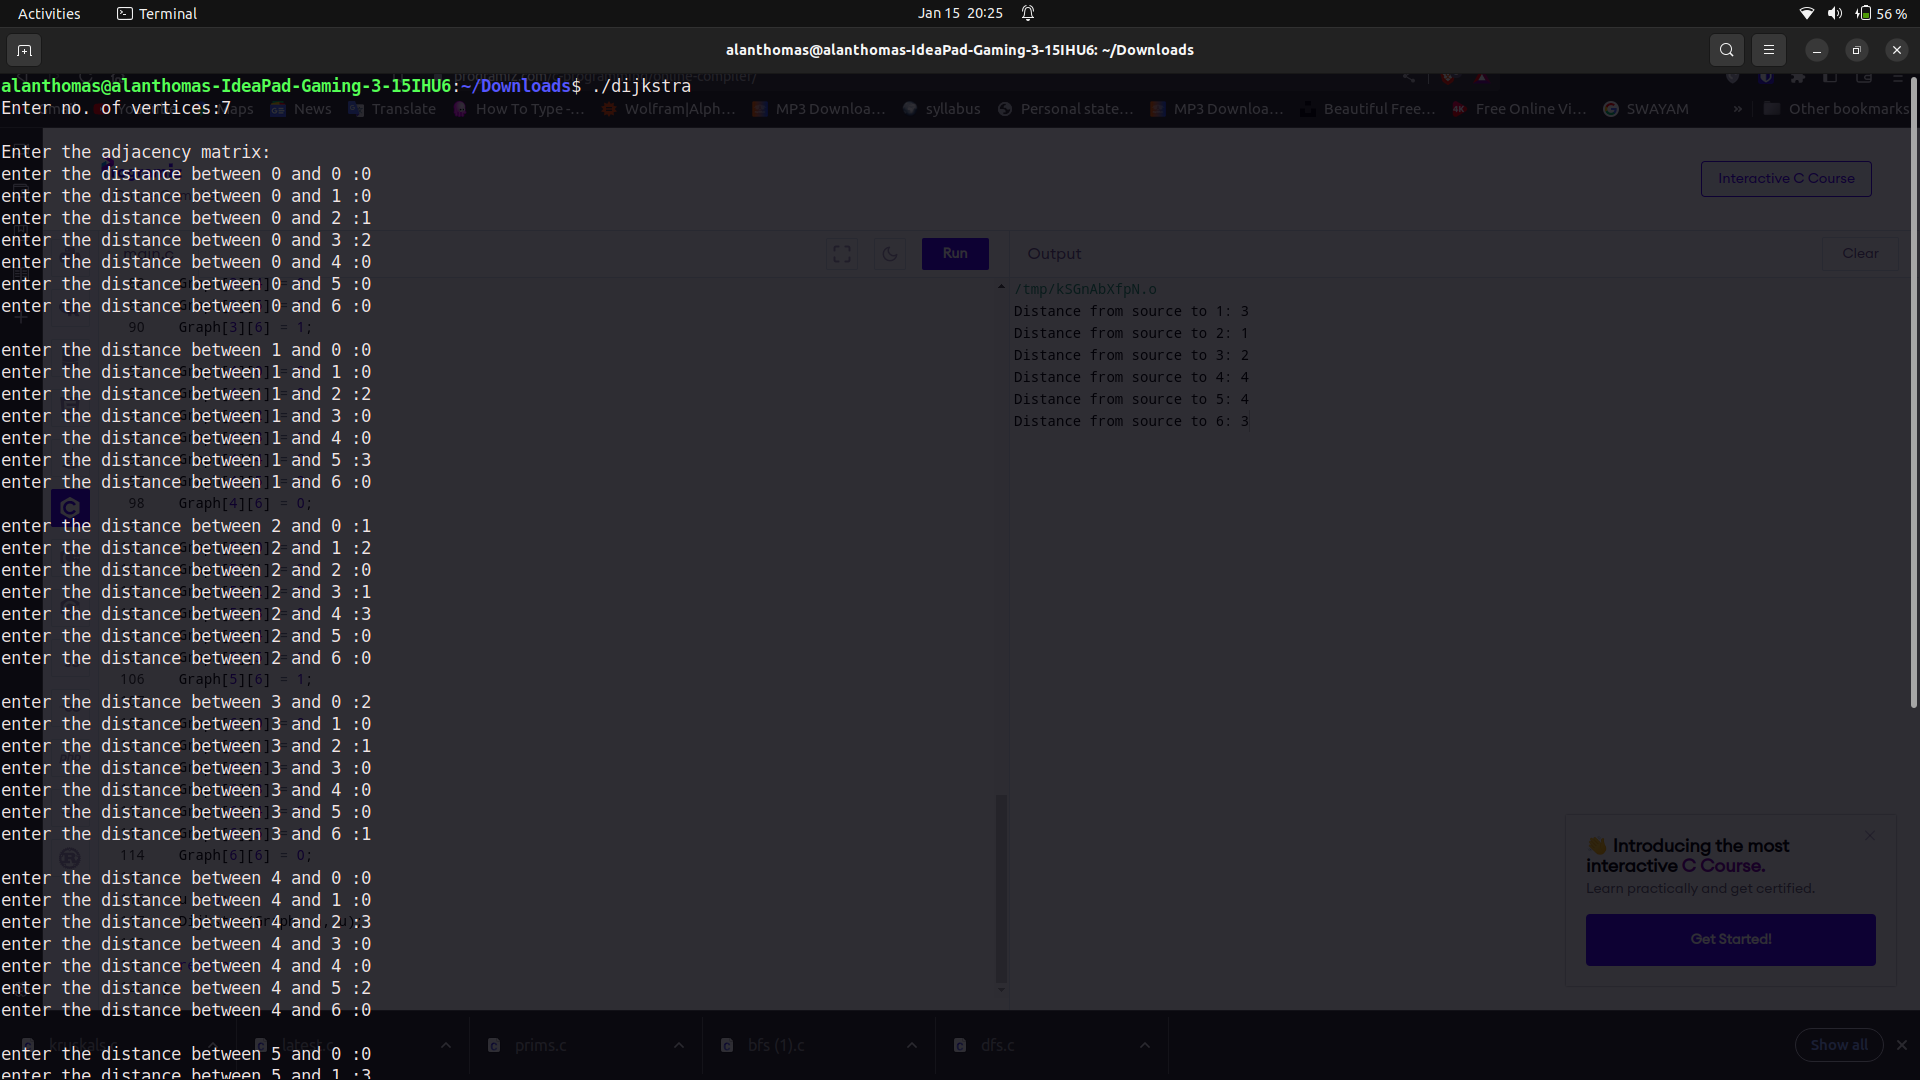 Activities
Terminal
Jan 15 20:25
56 %
alanthomas@alanthomas-IdeaPad-Gaming-3-15IHU6: ~/Downloads
alanthomas@alanthomas-IdeaPad-Gaming-3-15IHU6:~/Downloads$ ./dijkstra
Enter no. of vertices:7
Maps
News
Translate
How To Type -...
Wolfram|Alph...
MP3 Downloa...
syllabus
Personal state...
MP3 Downloa...
Beautiful Free...
Free Online Vi...
SWAYAM
»
Other bookmarks
Enter the adjacency matrix:
enter the distance between 0 and 0 :0
enter the distance between 0 and 1 :0
enter the distance between 0 and 2 :1
enter the distance between 0 and 3 :2
enter the distance between 0 and 4 :0
enter the distance between 0 and 5 :0
enter the distance between 0 and 6 :0
90 Graph[3][6] = 1;
enter the distance between 1 and 0 :0
enter the distance between 1 and 1 :0
enter the distance between 1 and 2 :2
enter the distance between 1 and 3 :0
enter the distance between 1 and 4 :0
enter the distance between 1 and 5 :3
enter the distance between 1 and 6 :0
98 Graph[4][6] = 0;
enter the distance between 2 and 0 :1
enter the distance between 2 and 1 :2
enter the distance between 2 and 2 :0
enter the distance between 2 and 3 :1
enter the distance between 2 and 4 :3
enter the distance between 2 and 5 :0
enter the distance between 2 and 6 :0
106 Graph[5][6] = 1;
enter the distance between 3 and 0 :2
enter the distance between 3 and 1 :0
enter the distance between 3 and 2 :1
enter the distance between 3 and 3 :0
enter the distance between 3 and 4 :0
enter the distance between 3 and 5 :0
enter the distance between 3 and 6 :1
114 Graph[6][6] = 0;
enter the distance between 4 and 0 :0
enter the distance between 4 and 1 :0
enter the distance between 4 and 2 :3
enter the distance between 4 and 3 :0
enter the distance between 4 and 4 :0
enter the distance between 4 and 5 :2
enter the distance between 4 and 6 :0
enter the distance between 5 and 0 :0
enter the distance between 5 and 1 :3
Interactive C Course
Run
Output
Clear
/tmp/kSGnAbXfpN.o
Distance from source to 1: 3
Distance from source to 2: 1
Distance from source to 3: 2
Distance from source to 4: 4
Distance from source to 5: 4
Distance from source to 6: 3
Introducing the most
interactive C Course.
Learn practically and get certified.
Get Started!
kruskals.c
latest.c
prims.c
bfs (1).c
dfs.c
Show all